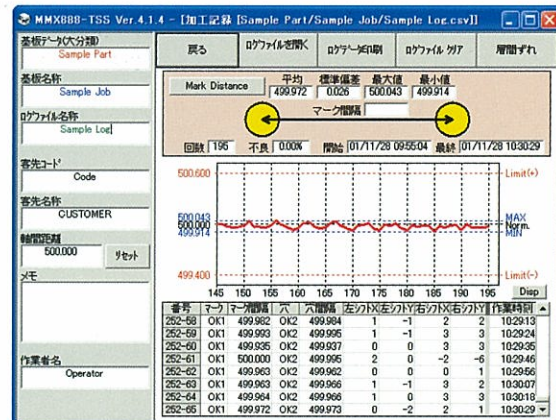 MMX888-TSS Ver.4.1.4 - [加工記録 [Sample Part/Sample Job/Sample Log.csv]]
基板ﾃﾞｰﾀ(大分類)
Sample Part
基板名称
Sample Job
ﾛｸﾞﾌｧｲﾙ名称
Sample Log
客先ｺｰﾄﾞ
Code
客先名称
CUSTOMER
軸間距離
500.000 ﾘｾｯﾄ
メモ
作業者名
Operator
戻る ﾛｸﾞﾌｧｲﾙを開く ﾛｸﾞﾃﾞｰﾀ印刷 ﾛｸﾞﾌｧｲﾙ ｸﾘｱ 層間ずれ
Mark Distance
平均 標準偏差 最大値 最小値
499.972 0.026 500.043 499.914
マーク間隔
回数 195 不良 0.00% 開始 01/11/28 09:55:04 最終 01/11/28 10:30:29
500.600 Limit(+)
500.043 MAX
500.000 Norm.
499.914 MIN
499.400 Limit(-)
145 150 155 160 165 170 175 180 185 190 195 Disp
番号 マーク マーク間隔 穴 穴間隔 左シフトX 左シフトY 右シフトX 右シフトY 作業時刻
252-58 OK1 499.982 OK2 499.984 1 -1 2 2 10:29:13
252-59 OK1 499.993 OK2 499.995 1 -1 3 3 10:29:24
252-60 OK1 499.935 OK2 499.937 0 0 3 3 10:29:35
252-61 OK1 500.000 OK2 499.995 2 0 -2 -6 10:29:46
252-62 OK1 499.963 OK2 499.962 0 0 0 1 10:29:56
252-63 OK1 499.963 OK2 499.966 1 -1 3 2 10:30:07
252-64 OK1 499.964 OK2 499.966 1 1 3 3 10:30:18
252-65 OK1 499.972 OK2 499.973 -2 2 1 10:30:29